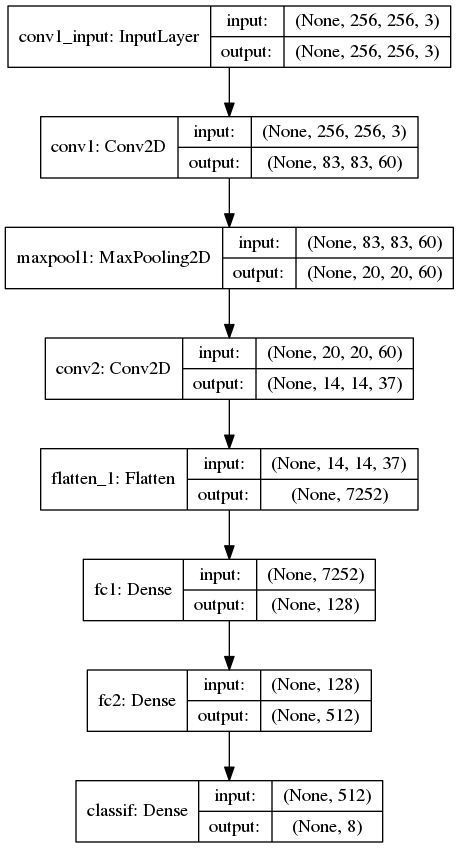 conv1_input: InputLayer
input: (None, 256, 256, 3)
output: (None, 256, 256, 3)
conv1: Conv2D
input: (None, 256, 256, 3)
output: (None, 83, 83, 60)
maxpool1: MaxPooling2D
input: (None, 83, 83, 60)
output: (None, 20, 20, 60)
conv2: Conv2D
input: (None, 20, 20, 60)
output: (None, 14, 14, 37)
flatten_1: Flatten
input: (None, 14, 14, 37)
output: (None, 7252)
fc1: Dense
input: (None, 7252)
output: (None, 128)
fc2: Dense
input: (None, 128)
output: (None, 512)
classif: Dense
input: (None, 512)
output: (None, 8)